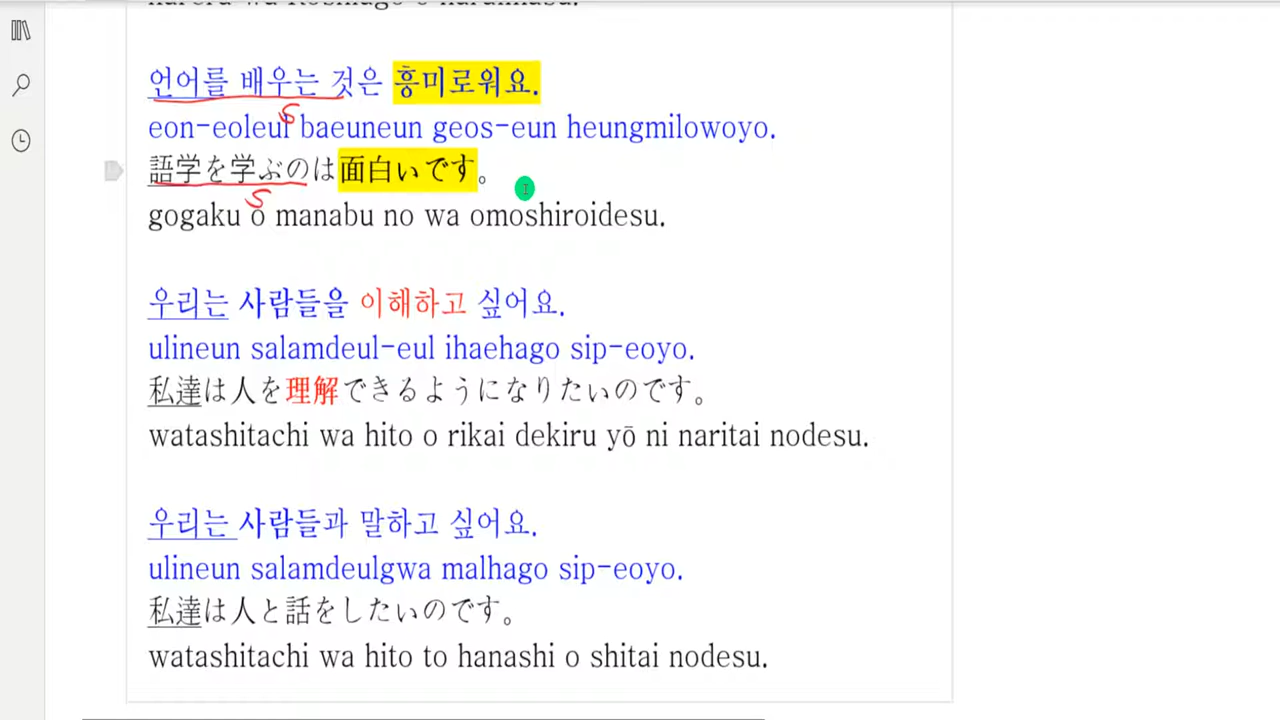 언어를 배우는 것은 흥미로워요.
S
eon-eoleul baeuneun geos-eun heungmilowoyo.
語学を学ぶのは面白いです。
S
gogaku o manabu no wa omoshiroidesu.
우리는 사람들을 이해하고 싶어요.
ulineun salamdeul-eul ihaehago sip-eoyo.
私達は人を理解できるようになりたいのです。
watashitachi wa hito o rikai dekiru yō ni naritai nodesu.
우리는 사람들과 말하고 싶어요.
ulineun salamdeulgwa malhago sip-eoyo.
私達は人と話をしたいのです。
watashitachi wa hito to hanashi o shitai nodesu.